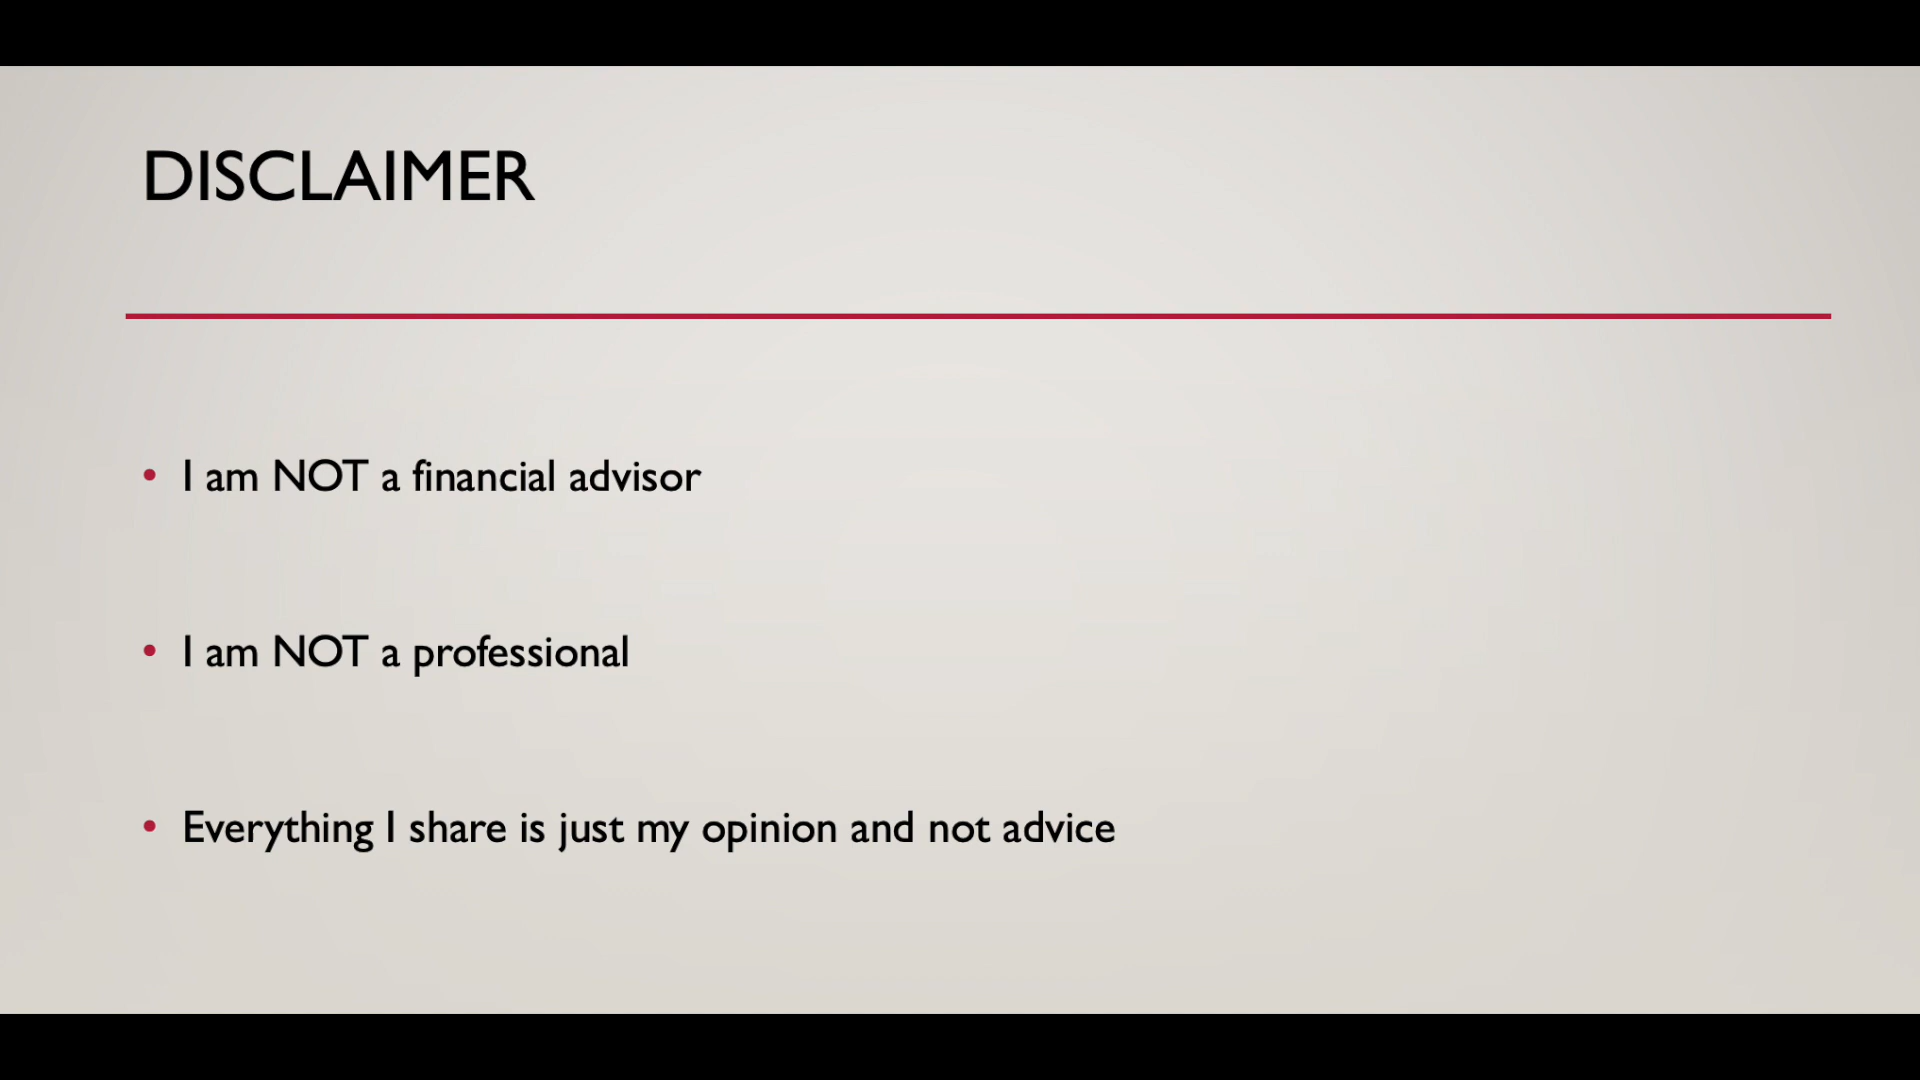 DISCLAIMER
• I am NOT a financial advisor
• I am NOT a professional
• Everything I share is just my opinion and not advice